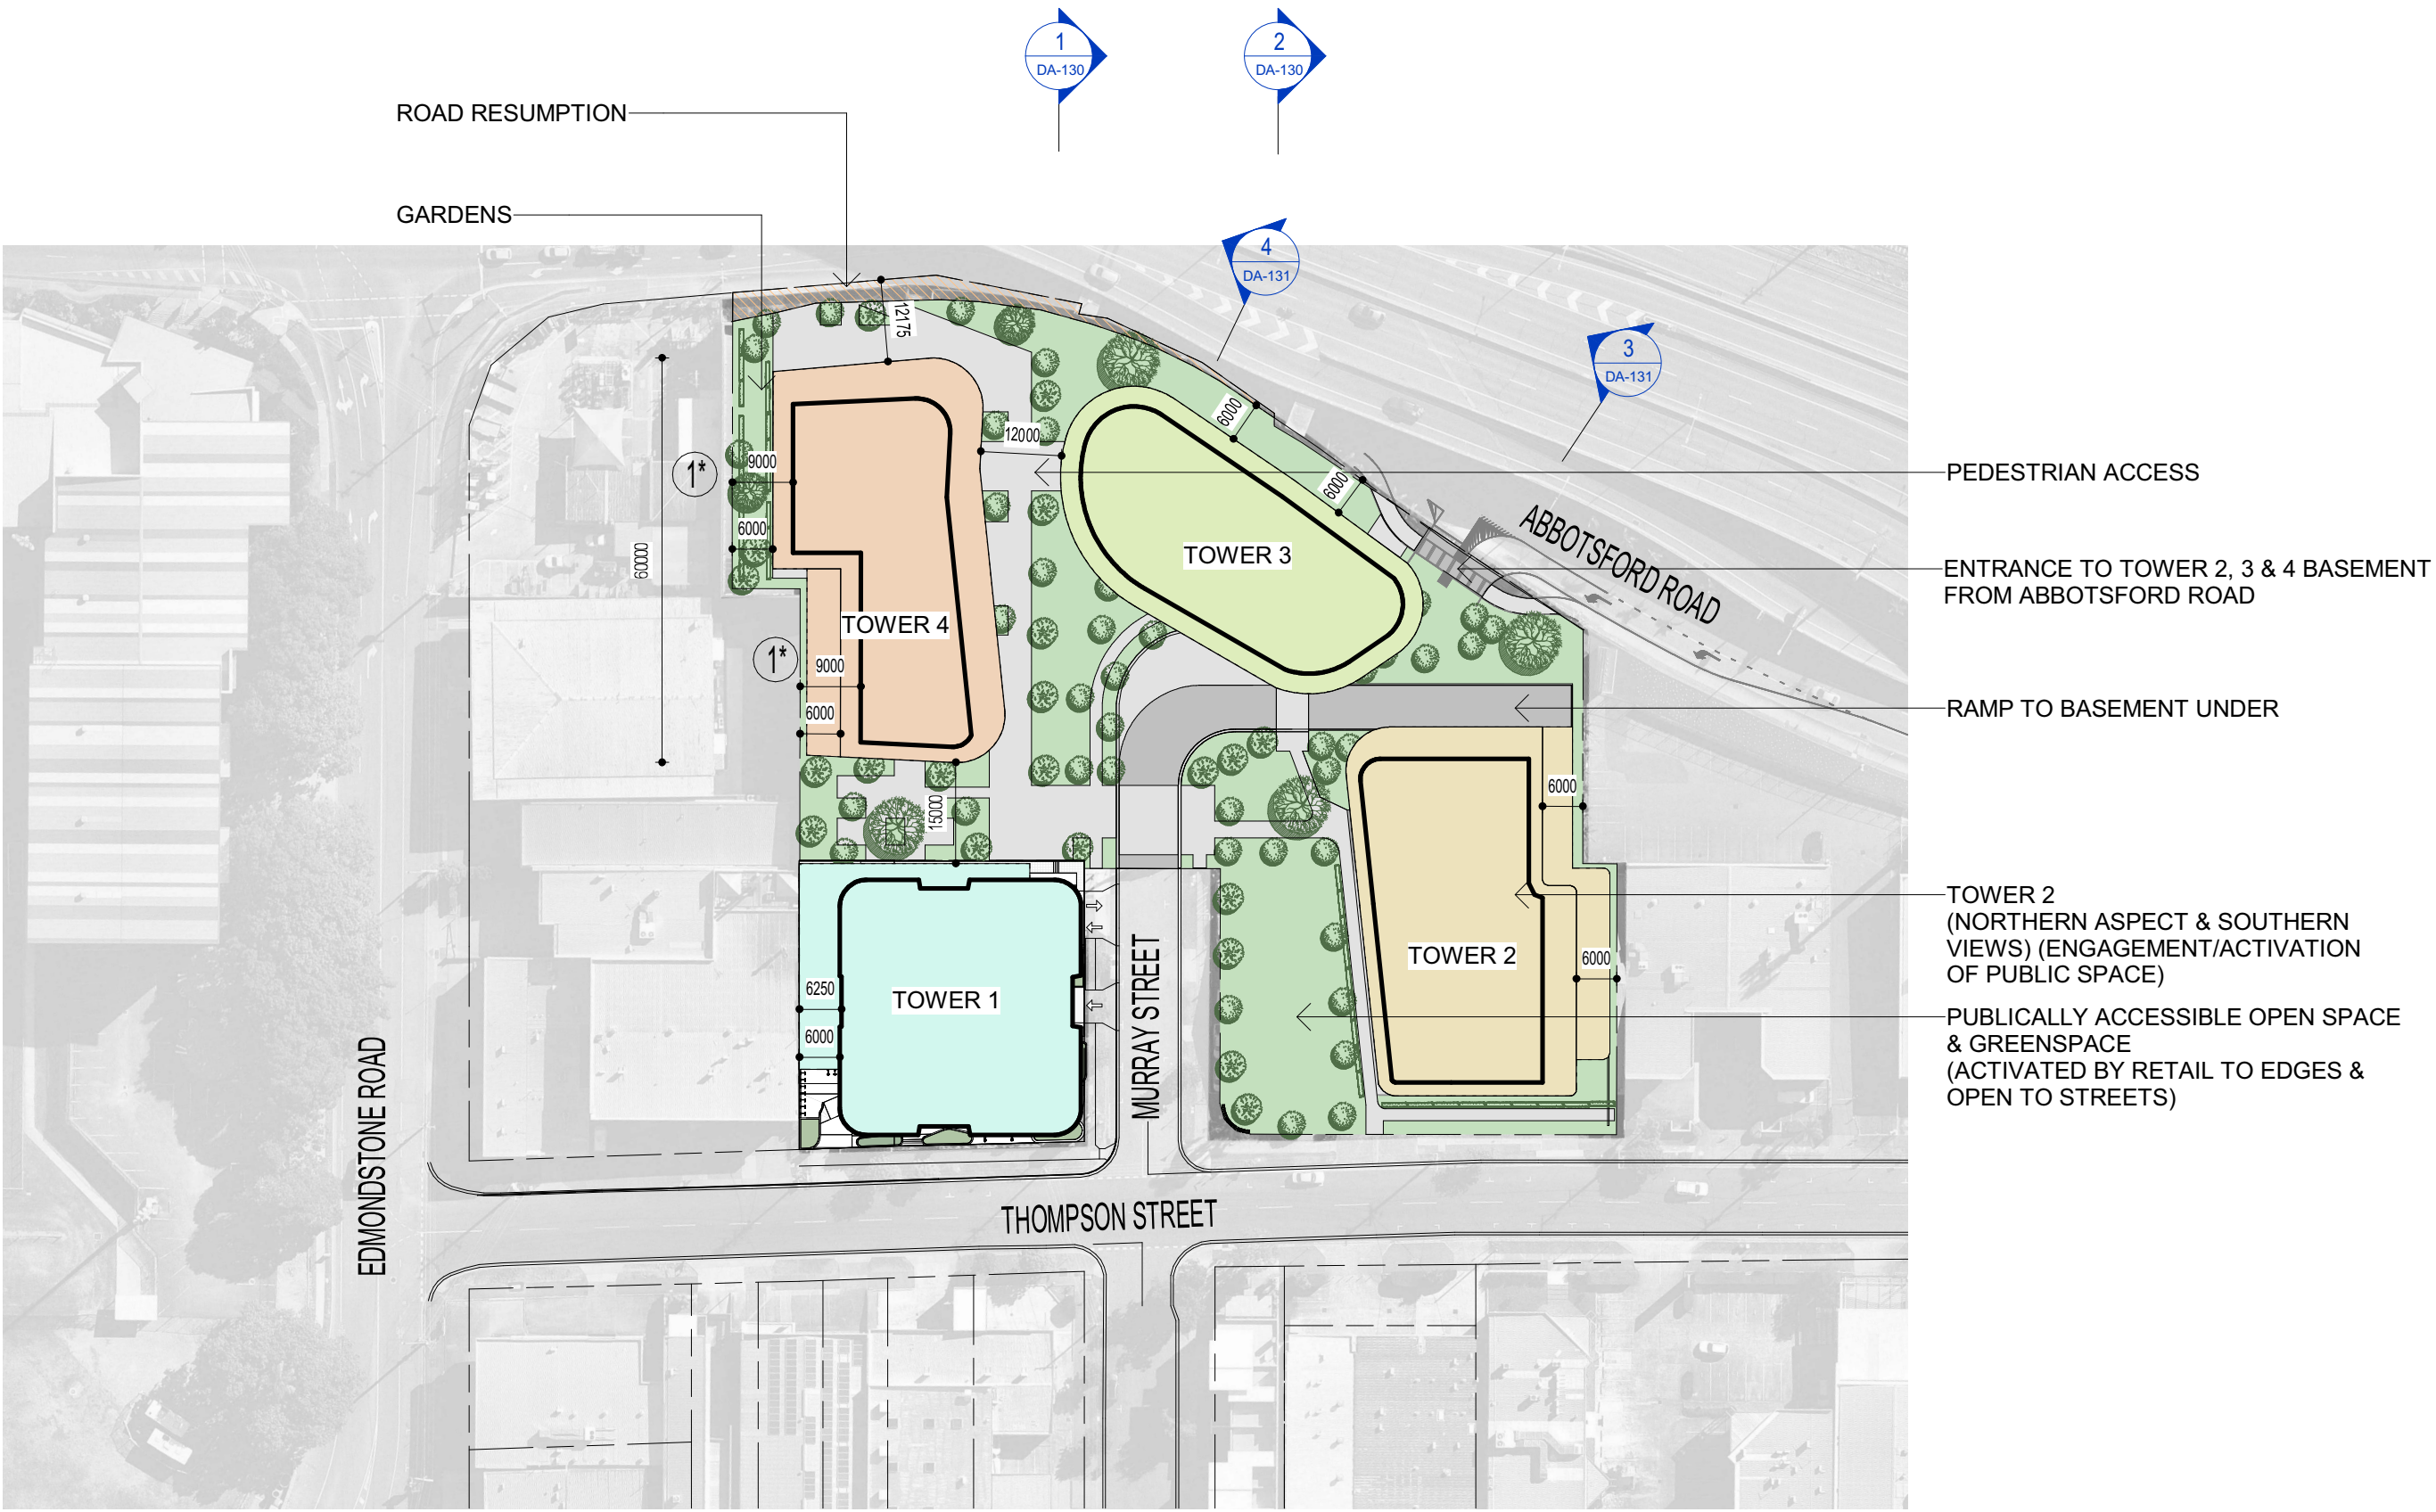 1
DA-130
2
DA-130
ROAD RESUMPTION
GARDENS
4
DA-131
3
DA-131
12175
6000
12000
6000
1*
9000
6000
60000
PEDESTRIAN ACCESS
ABBOTSFORD ROAD
TOWER 3
ENTRANCE TO TOWER 2, 3 & 4 BASEMENT
FROM ABBOTSFORD ROAD
TOWER 4
1*
9000
6000
RAMP TO BASEMENT UNDER
15000
6000
TOWER 2
(NORTHERN ASPECT & SOUTHERN
VIEWS) (ENGAGEMENT/ACTIVATION
OF PUBLIC SPACE)
TOWER 2
6000
6250
TOWER 1
6000
MURRAY STREET
PUBLICALLY ACCESSIBLE OPEN SPACE
& GREENSPACE
(ACTIVATED BY RETAIL TO EDGES &
OPEN TO STREETS)
EDMONDSTONE ROAD
THOMPSON STREET